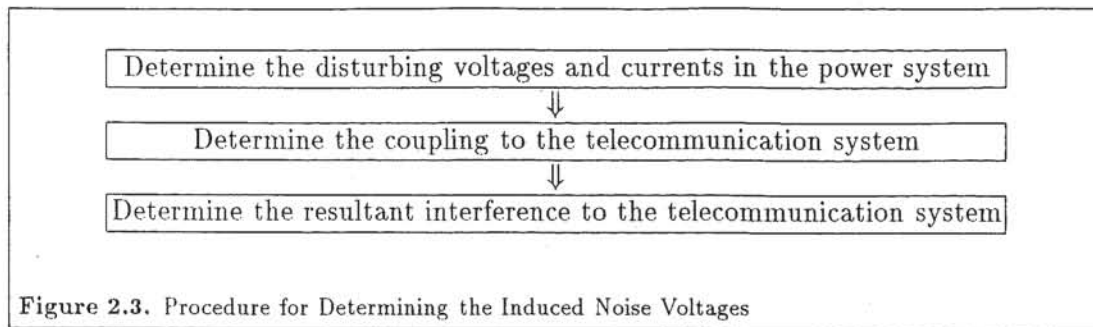 Determine the disturbing voltages and currents in the power system
⇓
Determine the coupling to the telecommunication system
⇓
Determine the resultant interference to the telecommunication system
Figure 2.3. Procedure for Determining the Induced Noise Voltages